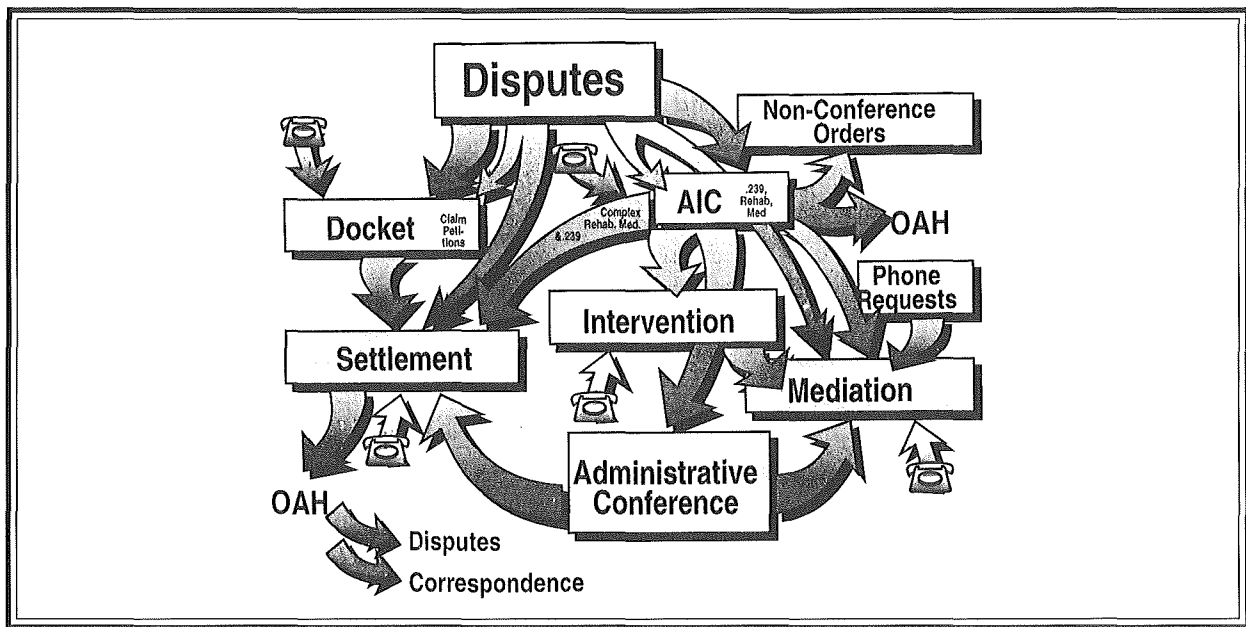 Disputes
Non-Conference
Orders
AIC
.239,
Rehab,
Med
OAH
Docket
Claim
Peti-
tions
Complex
Rehab. Med.
&.239
Phone
Requests
Intervention
Settlement
Mediation
Administrative
Conference
OAH
Disputes
Correspondence